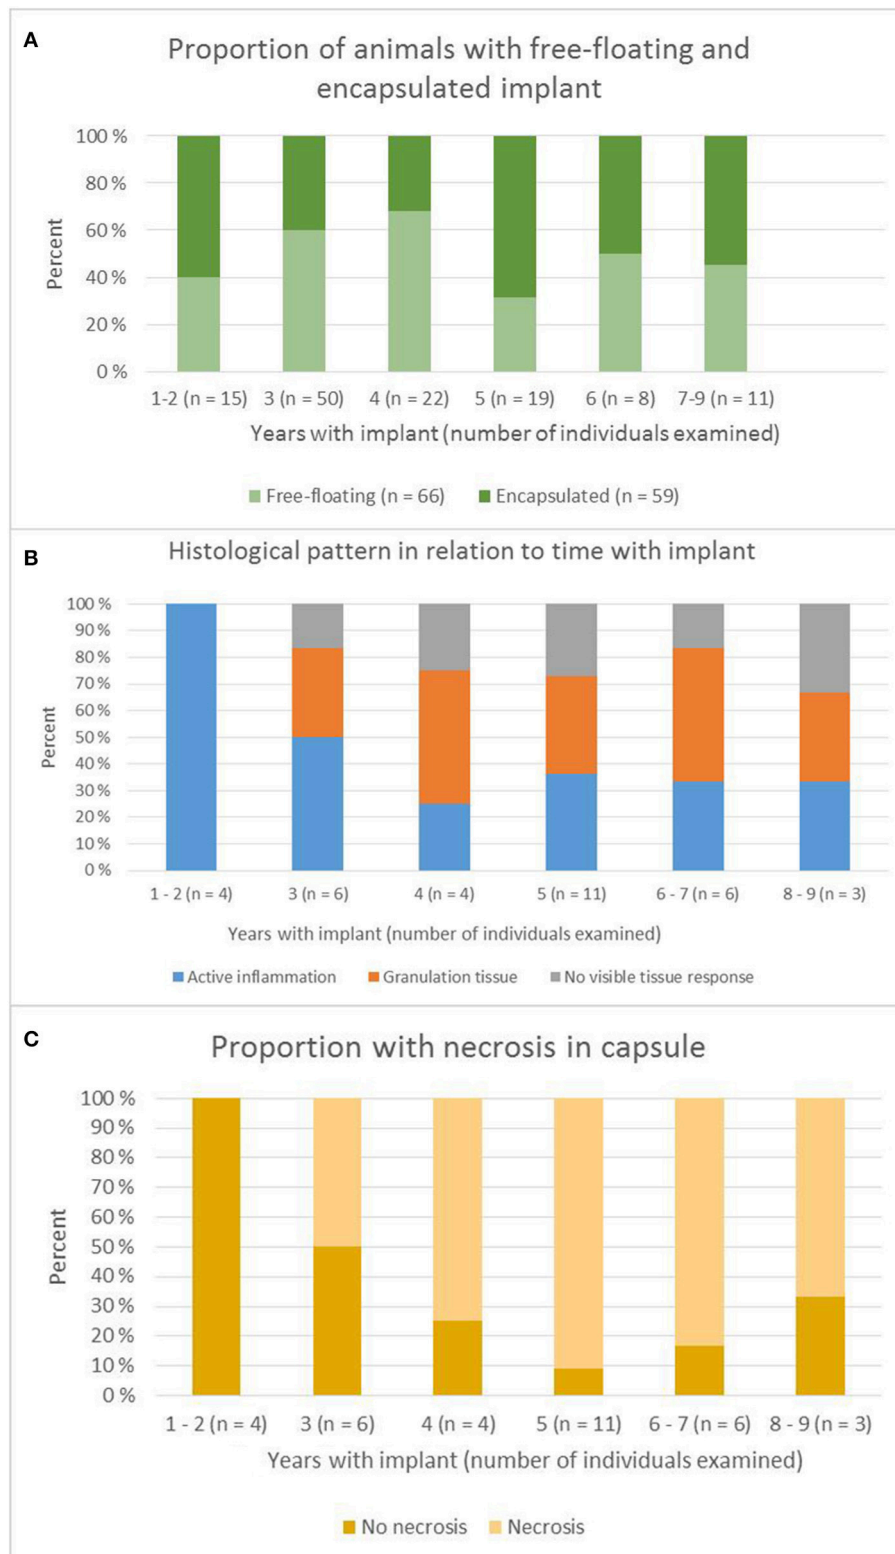 A
Proportion of animals with free-floating and
encapsulated implant
100 %
80 %
60 %
40 %
20 %
0 %
Percent
1-2 (n = 15) 3 (n = 50) 4 (n = 22) 5 (n = 19) 6 (n = 8) 7-9 (n = 11)
Years with implant (number of individuals examined)
Free-floating (n = 66) Encapsulated (n = 59)
B
Histological pattern in relation to time with implant
100 %
90 %
80 %
70 %
60 %
50 %
40 %
30 %
20 %
10 %
0 %
Percent
1 - 2 (n = 4) 3 (n = 6) 4 (n = 4) 5 (n = 11) 6 - 7 (n = 6) 8 - 9 (n = 3)
Years with implant (number of individuals examined)
Active inflammation Granulation tissue No visible tissue response
C
Proportion with necrosis in capsule
100 %
90 %
80 %
70 %
60 %
50 %
40 %
30 %
20 %
10 %
0 %
Percent
1 - 2 (n = 4) 3 (n = 6) 4 (n = 4) 5 (n = 11) 6 - 7 (n = 6) 8 - 9 (n = 3)
Years with implant (number of individuals examined)
No necrosis Necrosis